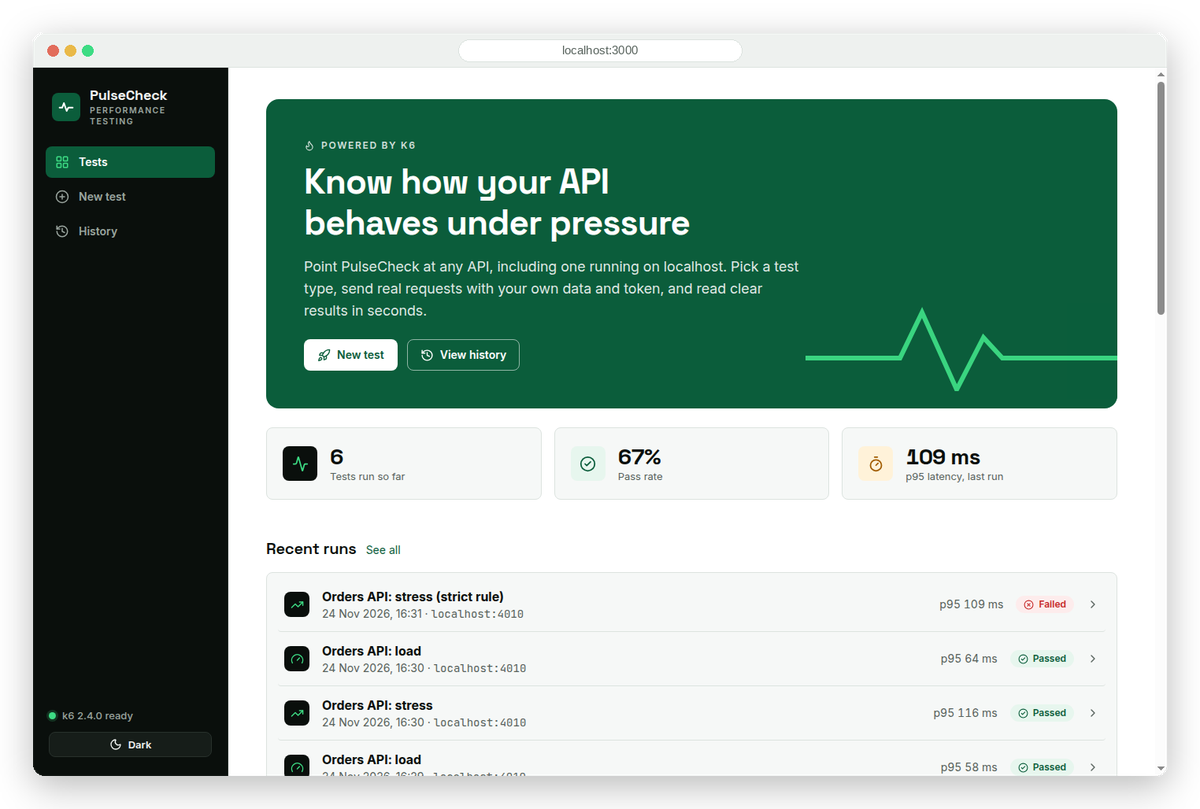 localhost:3000
PulseCheck
PERFORMANCE
TESTING
Tests
New test
History
k6 2.4.0 ready
Dark
POWERED BY K6
Know how your API
behaves under pressure
Point PulseCheck at any API, including one running on localhost. Pick a test
type, send real requests with your own data and token, and read clear
results in seconds.
New test
View history
6
Tests run so far
67%
Pass rate
109 ms
p95 latency, last run
Recent runs See all
Orders API: stress (strict rule)
24 Nov 2026, 16:31 · localhost:4010
p95 109 ms Failed
Orders API: load
24 Nov 2026, 16:30 · localhost:4010
p95 64 ms Passed
Orders API: stress
24 Nov 2026, 16:30 · localhost:4010
p95 116 ms Passed
Orders API: load
p95 58 ms Passed